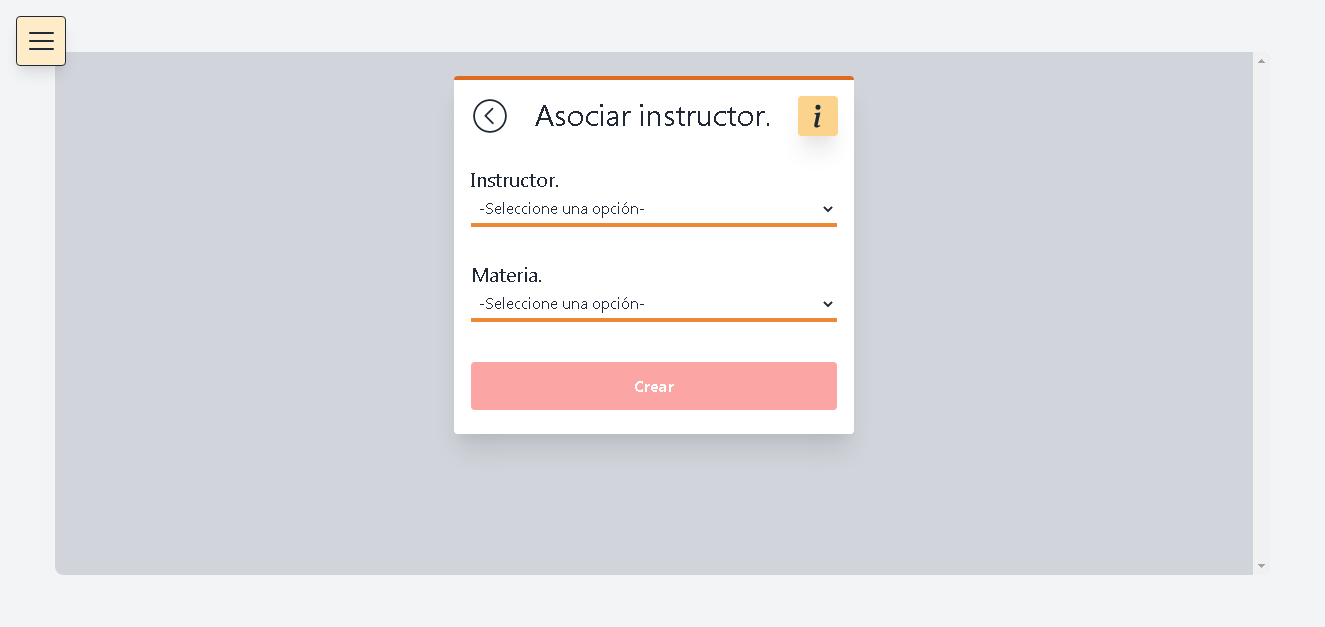 Asociar instructor.
i
Instructor.
-Seleccione una opción-
Materia.
-Seleccione una opción-
Crear